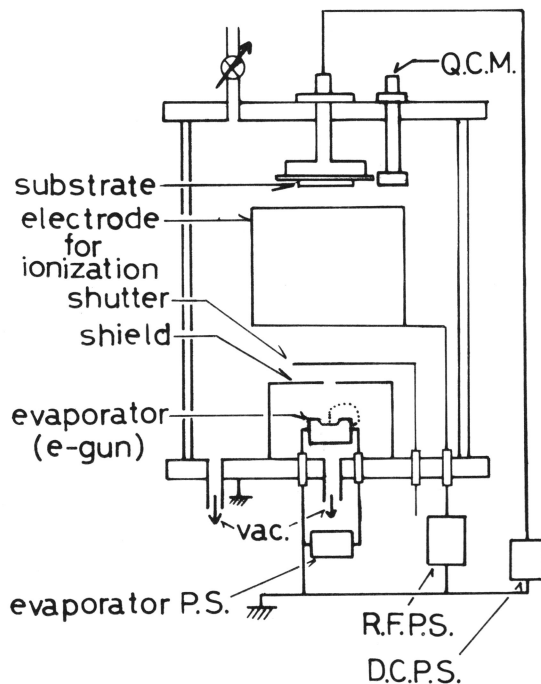 Q.C.M.
substrate
electrode
for
ionization
shutter
shield
evaporator
(e-gun)
vac.
evaporator P.S.
R.F.P.S.
D.C.P.S.